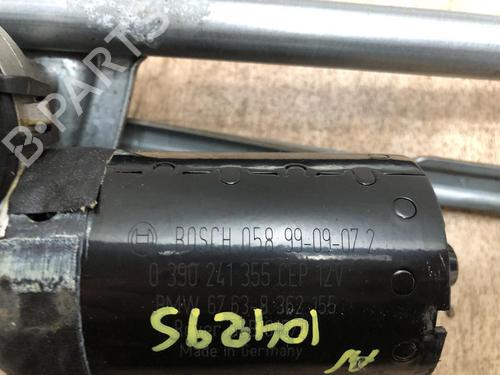 B-PARTS
BOSCH 058 99-09-07 2
0 390 241 355 CEP 12V
BMW 67 63-8 362 155
104295
Made in Germany